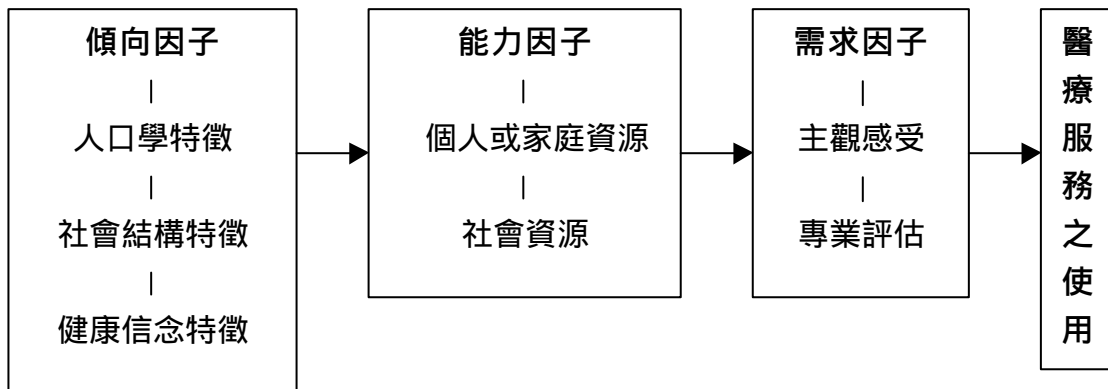 傾向因子
人口學特徵
社會結構特徵
健康信念特徵
能力因子
個人或家庭資源
社會資源
需求因子
主觀感受
專業評估
醫療服務之使用